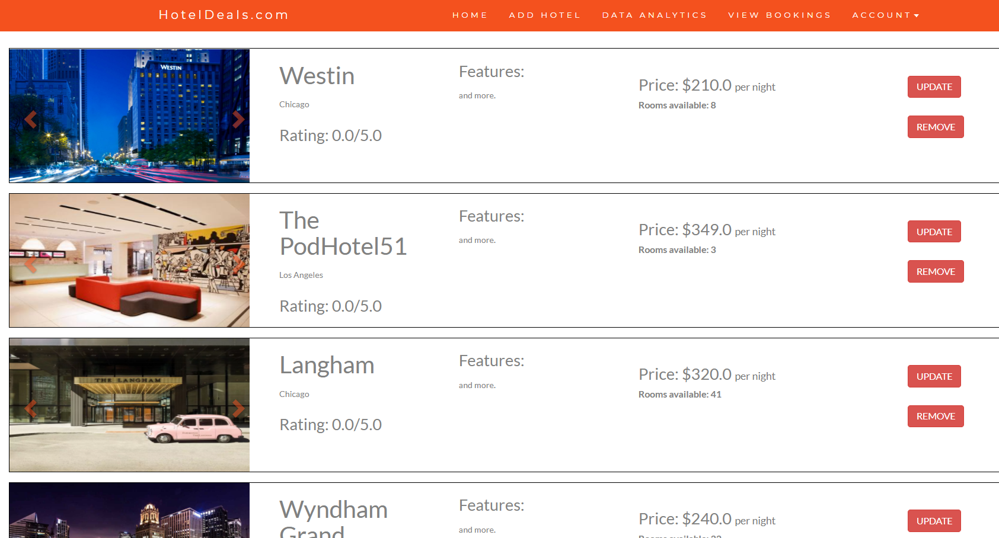 HotelDeals.com
HOME ADD HOTEL DATA ANALYTICS VIEW BOOKINGS ACCOUNT
WESTIN
Westin
Chicago
Rating: 0.0/5.0
Features:
and more.
Price: $210.0 per night
Rooms available: 8
UPDATE
REMOVE
The
PodHotel51
Los Angeles
Rating: 0.0/5.0
Features:
and more.
Price: $349.0 per night
Rooms available: 3
UPDATE
REMOVE
THE LANGHAM
Langham
Chicago
Rating: 0.0/5.0
Features:
and more.
Price: $320.0 per night
Rooms available: 41
UPDATE
REMOVE
Wyndham
Grand
Features:
and more.
Price: $240.0 per night
Rooms available:
UPDATE